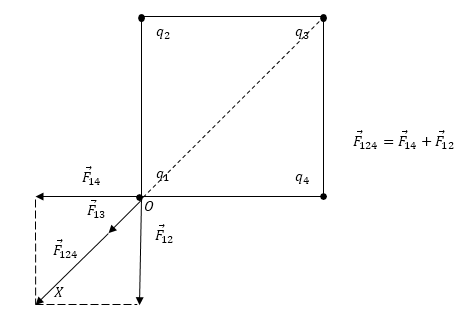 q₂
q₃
F⃗₁₂₄ = F⃗₁₄ + F⃗₁₂
q₁
q₄
F⃗₁₄
O
F⃗₁₃
F⃗₁₂
F⃗₁₂₄
X